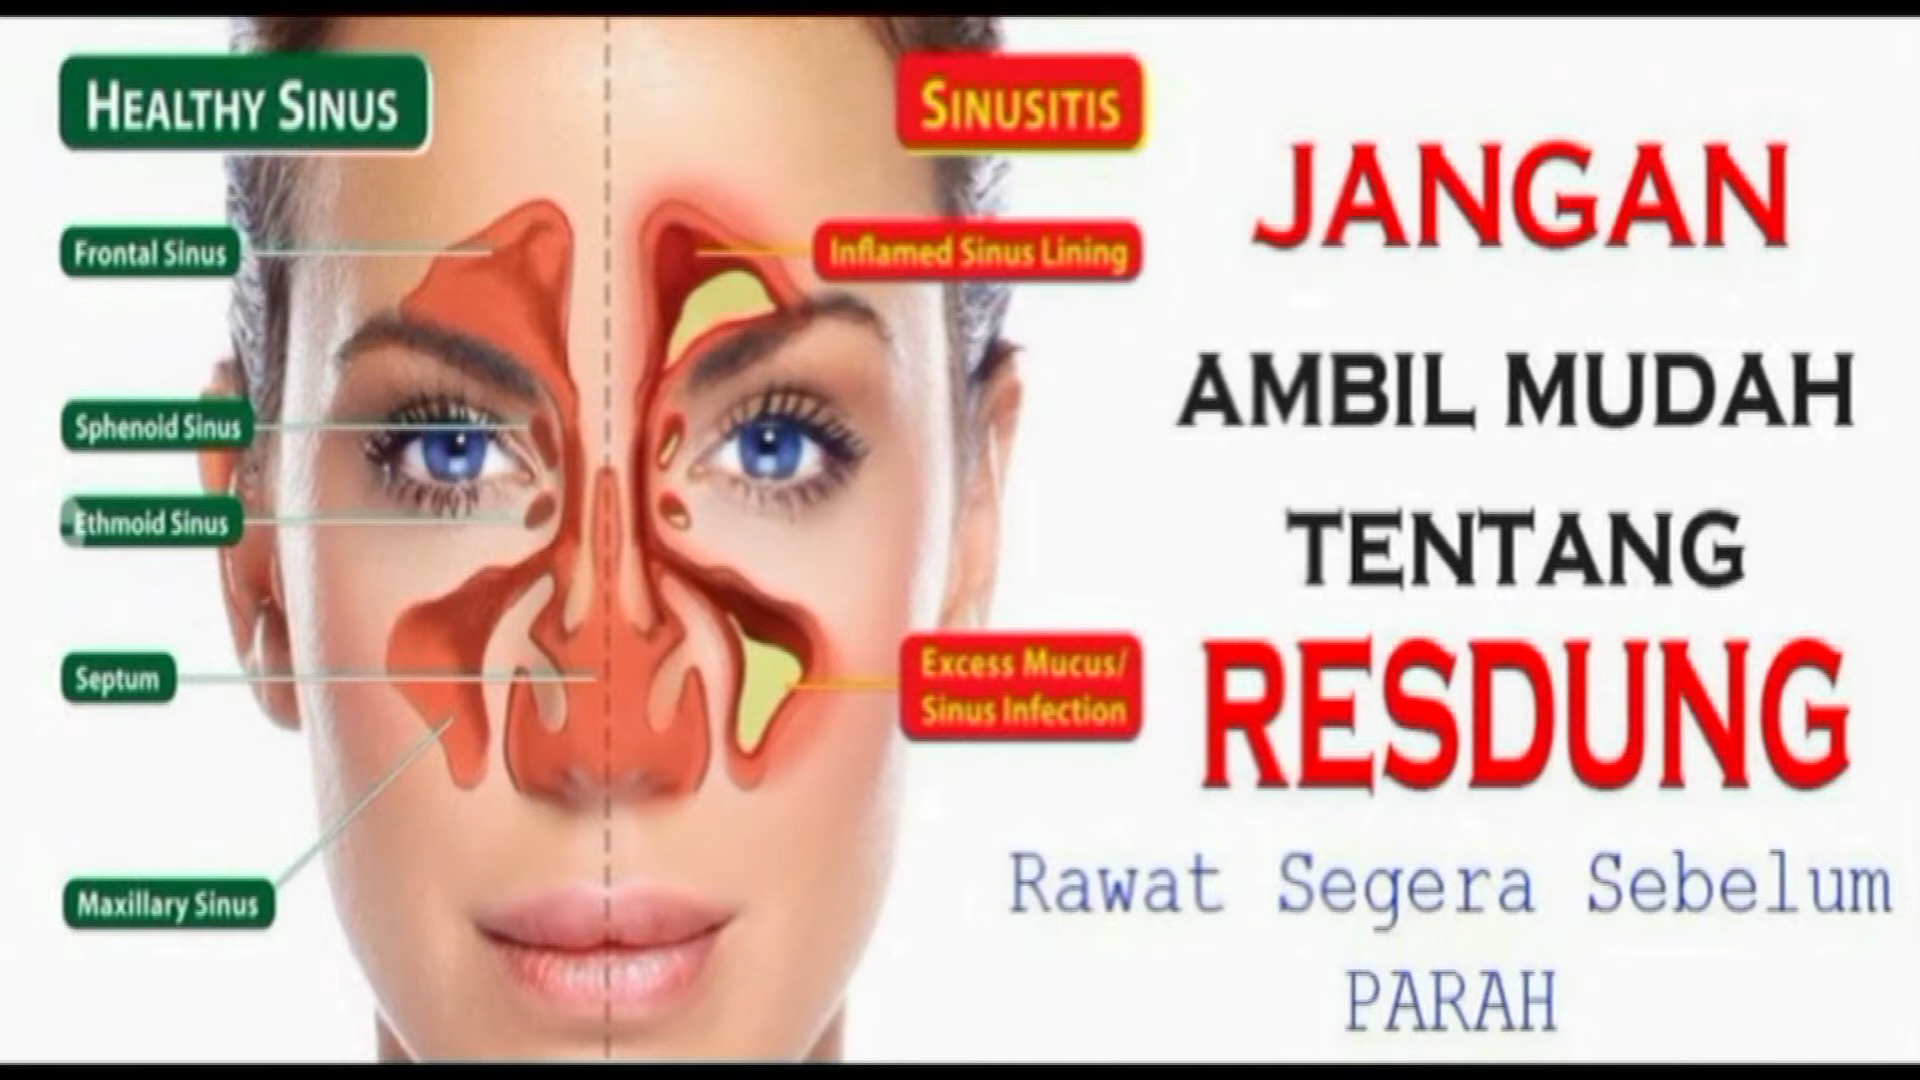 HEALTHY SINUS
Frontal Sinus
Sphenoid Sinus
Ethmoid Sinus
Septum
Maxillary Sinus
SINUSITIS
Inflamed Sinus Lining
Excess Mucus/
Sinus Infection
JANGAN
AMBIL MUDAH
TENTANG
RESDUNG
Rawat Segera Sebelum
PARAH